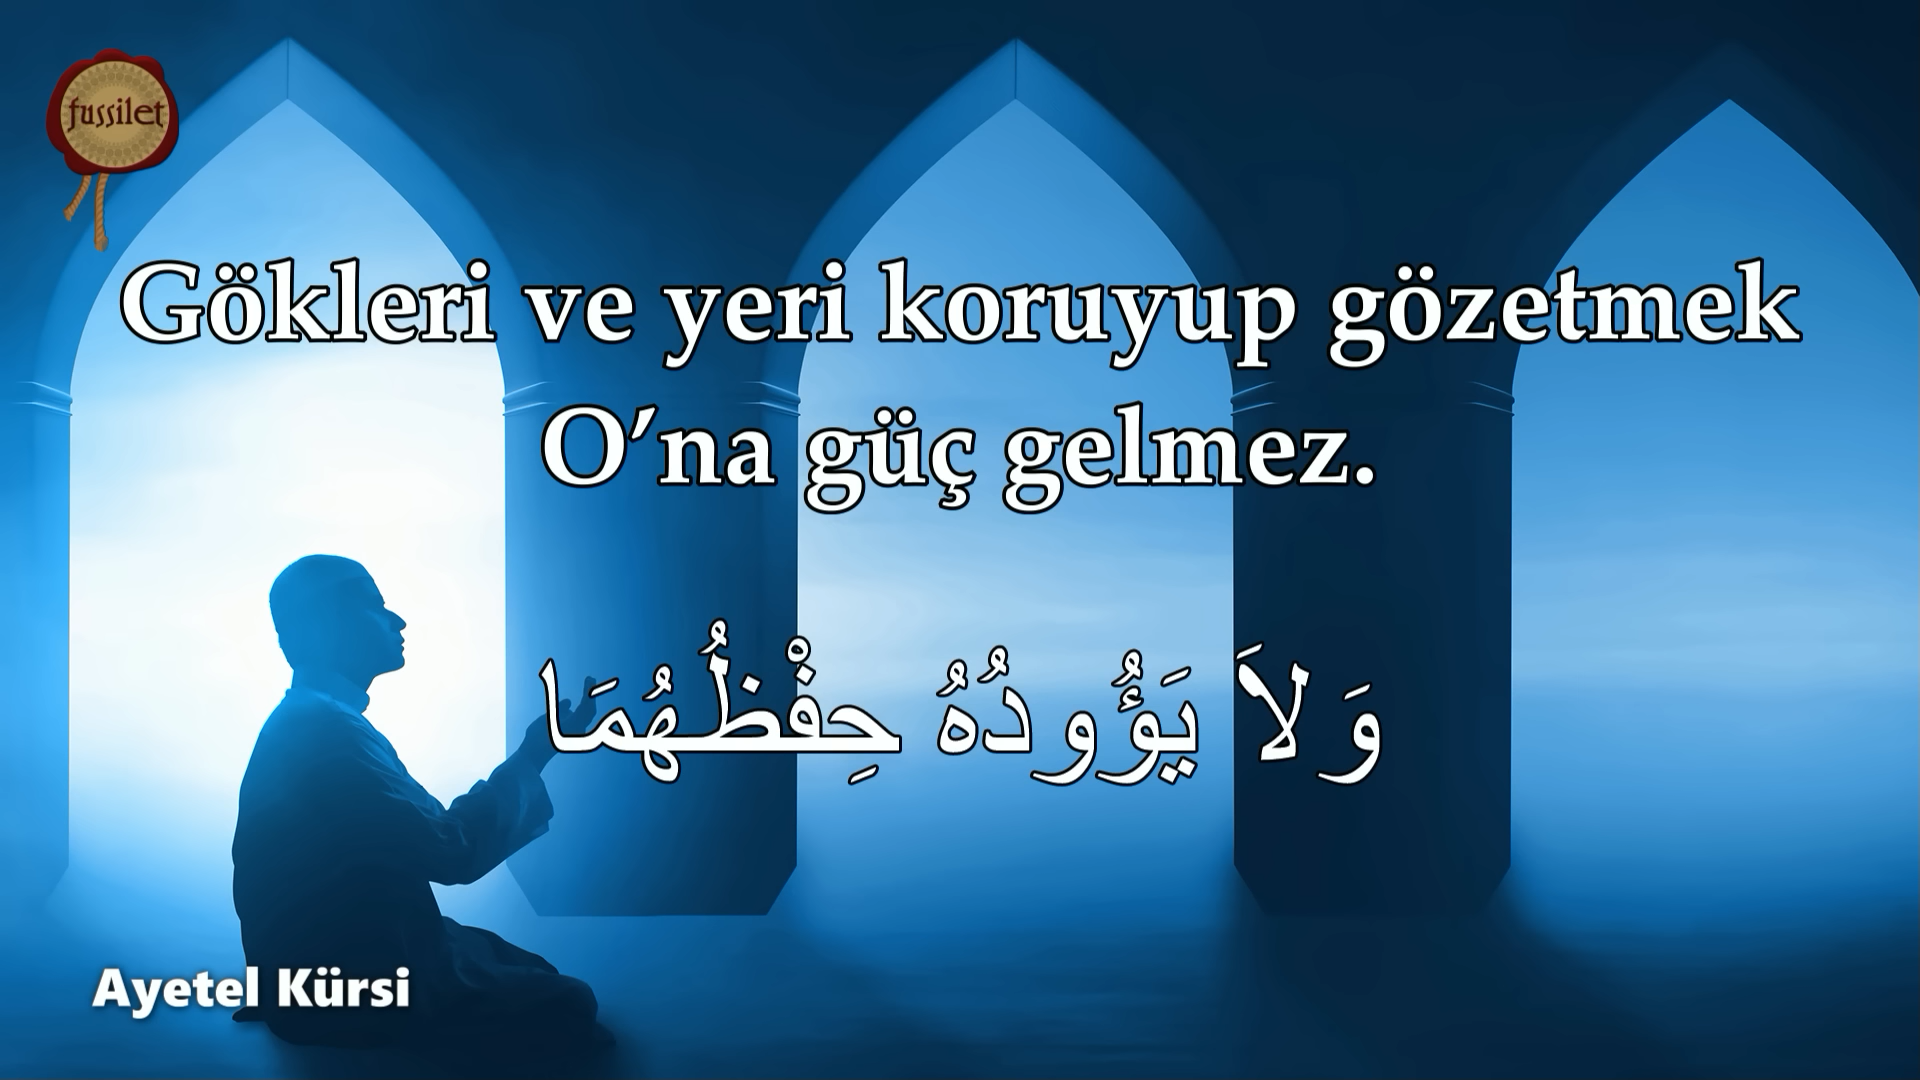 fussilet
Gökleri ve yeri koruyup gözetmek
O’na güç gelmez.
وَلاَ يَؤُودُهُ حِفْظُهُمَا
Ayetel Kürsi